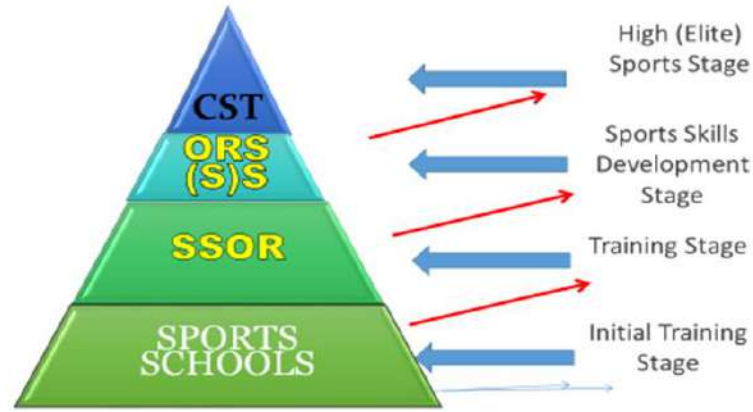 CST
ORS
(S)S
SSOR
SPORTS
SCHOOLS
High (Elite)
Sports Stage
Sports Skills
Development
Stage
Training Stage
Initial Training
Stage